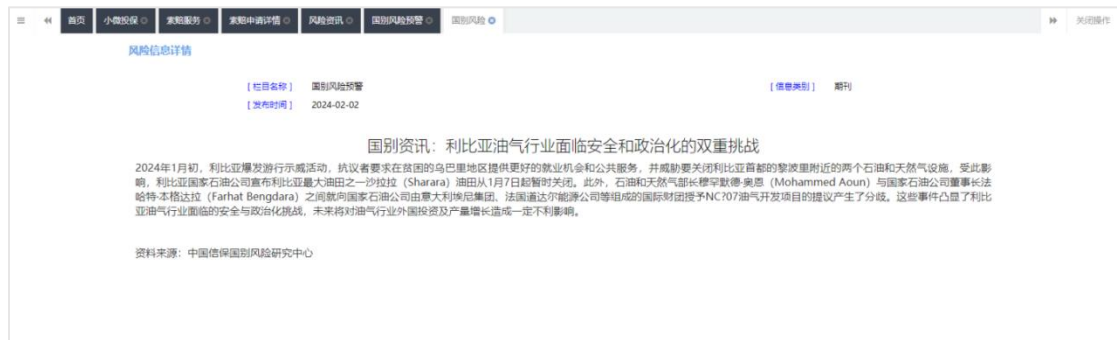 首页 小微投保 索赔服务 索赔申请详情 风险资讯 国别风险预警 国别风险 关闭操作
风险信息详情
[ 栏目名称 ] 国别风险预警 [ 信息类别 ] 期刊
[ 发布时间 ] 2024-02-02
国别资讯：利比亚油气行业面临安全和政治化的双重挑战
2024年1月初，利比亚爆发游行示威活动，抗议者要求在贫困的乌巴里地区提供更好的就业机会和公共服务，并威胁要关闭利比亚首都的黎波里附近的两个石油和天然气设施，受此影
响，利比亚国家石油公司宣布利比亚最大油田之一沙拉拉（Sharara）油田从1月7日起暂时关闭。此外，石油和天然气部长穆罕默德·奥恩（Mohammed Aoun）与国家石油公司董事长法
哈特·本格达拉（Farhat Bengdara）之间就向国家石油公司由意大利埃尼集团、法国道达尔能源公司等组成的国际财团授予NC?07油气开发项目的提议产生了分歧。这些事件凸显了利比
亚油气行业面临的安全与政治化挑战，未来将对油气行业外国投资及产量增长造成一定不利影响。
资料来源：中国信保国别风险研究中心